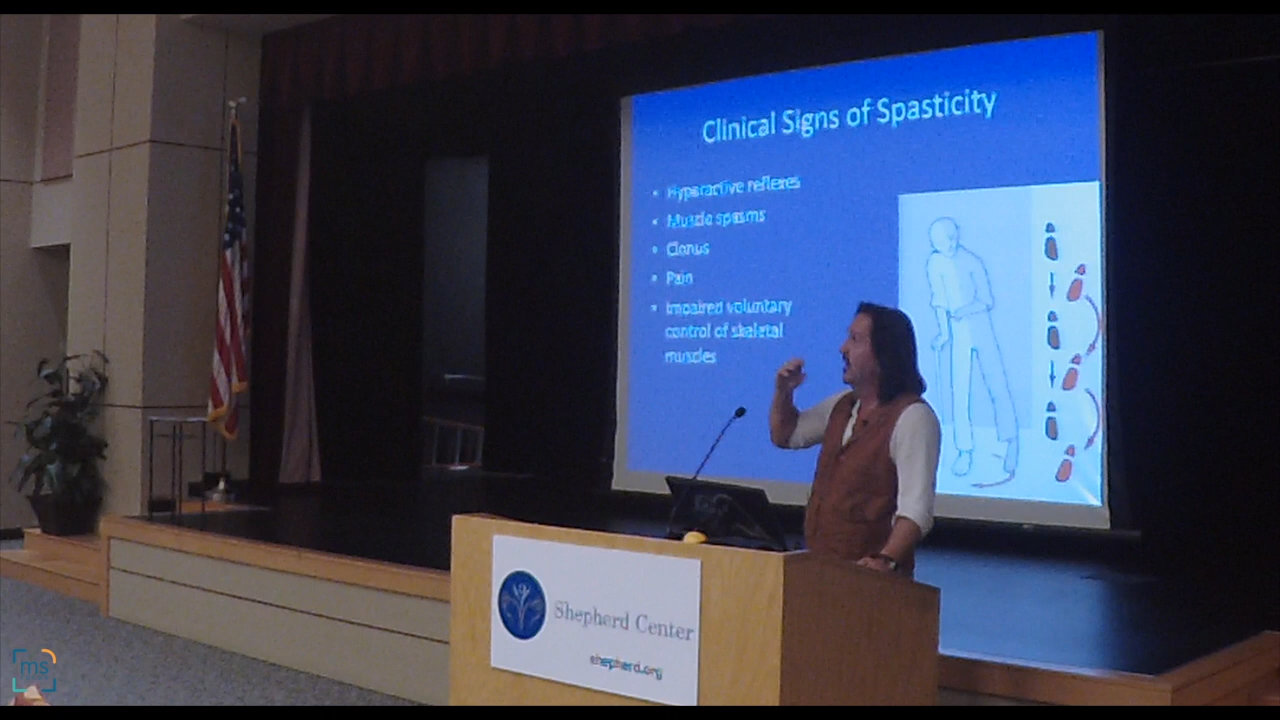 Clinical Signs of Spasticity
• Hyperactive reflexes
• Muscle spasms
• Clonus
• Pain
• Impaired voluntary
control of skeletal
muscles
Shepherd Center
shepherd.org
ms